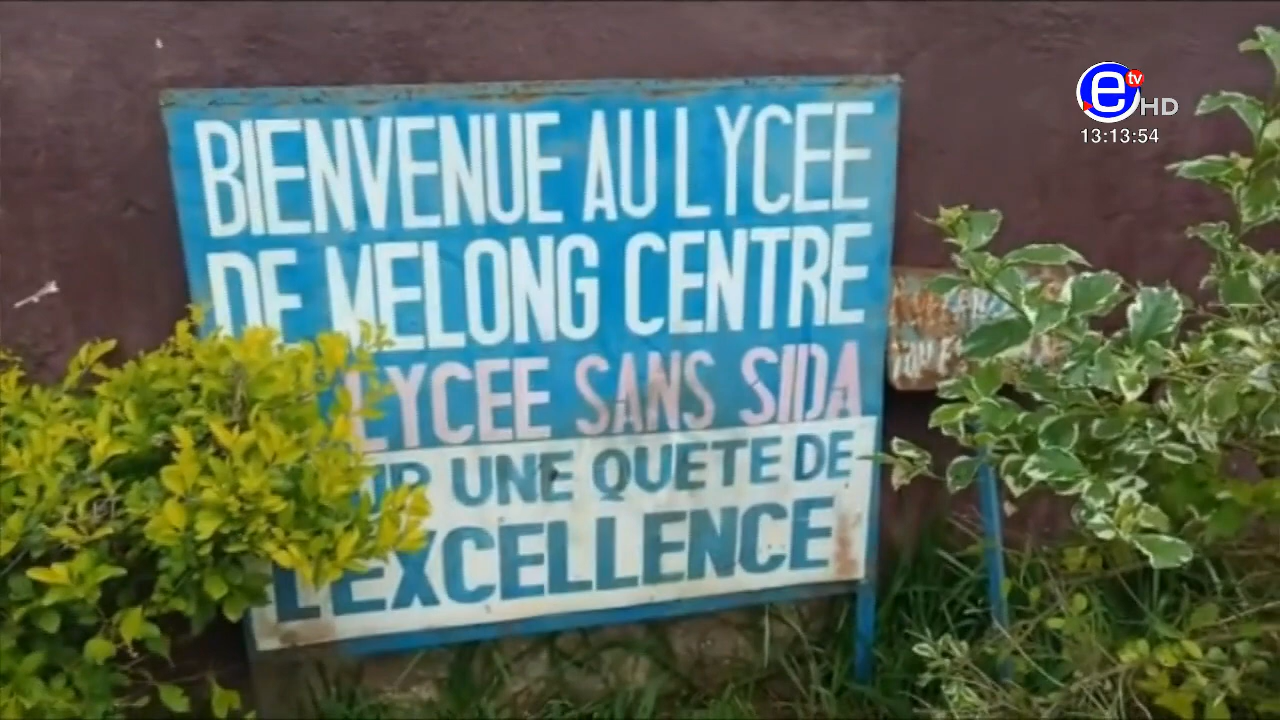 BIENVENUE AU LYCEE
DE MELONG CENTRE
LYCEE SANS SIDA
UNE QUETE DE
L'EXCELLENCE
e tv HD
13:13:54